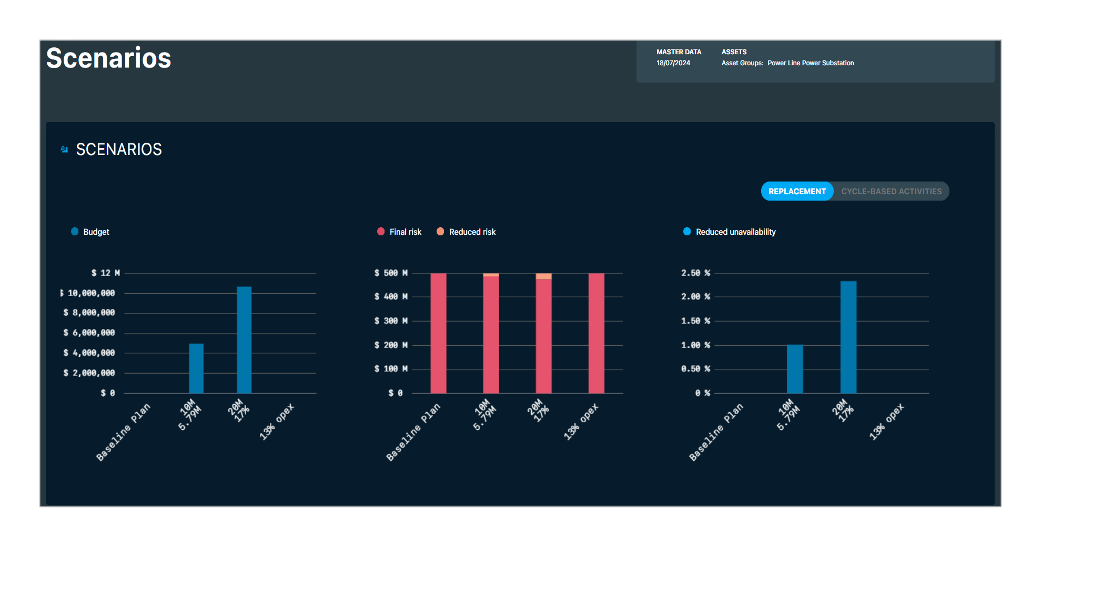 Scenarios
MASTER DATA
18/07/2024
ASSETS
Asset Groups: Power Line Power Substation
SCENARIOS
REPLACEMENT
CYCLE-BASED ACTIVITIES
Budget
$ 12 M
$ 10,000,000
$ 8,000,000
$ 6,000,000
$ 4,000,000
$ 2,000,000
$ 0
Baseline Plan
10M
5.79M
20M
17%
13% opex
Final risk
Reduced risk
$ 500 M
$ 400 M
$ 300 M
$ 200 M
$ 100 M
$ 0
Baseline Plan
10M
5.79M
20M
17%
13% opex
Reduced unavailability
2.50 %
2.00 %
1.50 %
1.00 %
0.50 %
0 %
Baseline Plan
10M
5.79M
20M
17%
13% opex